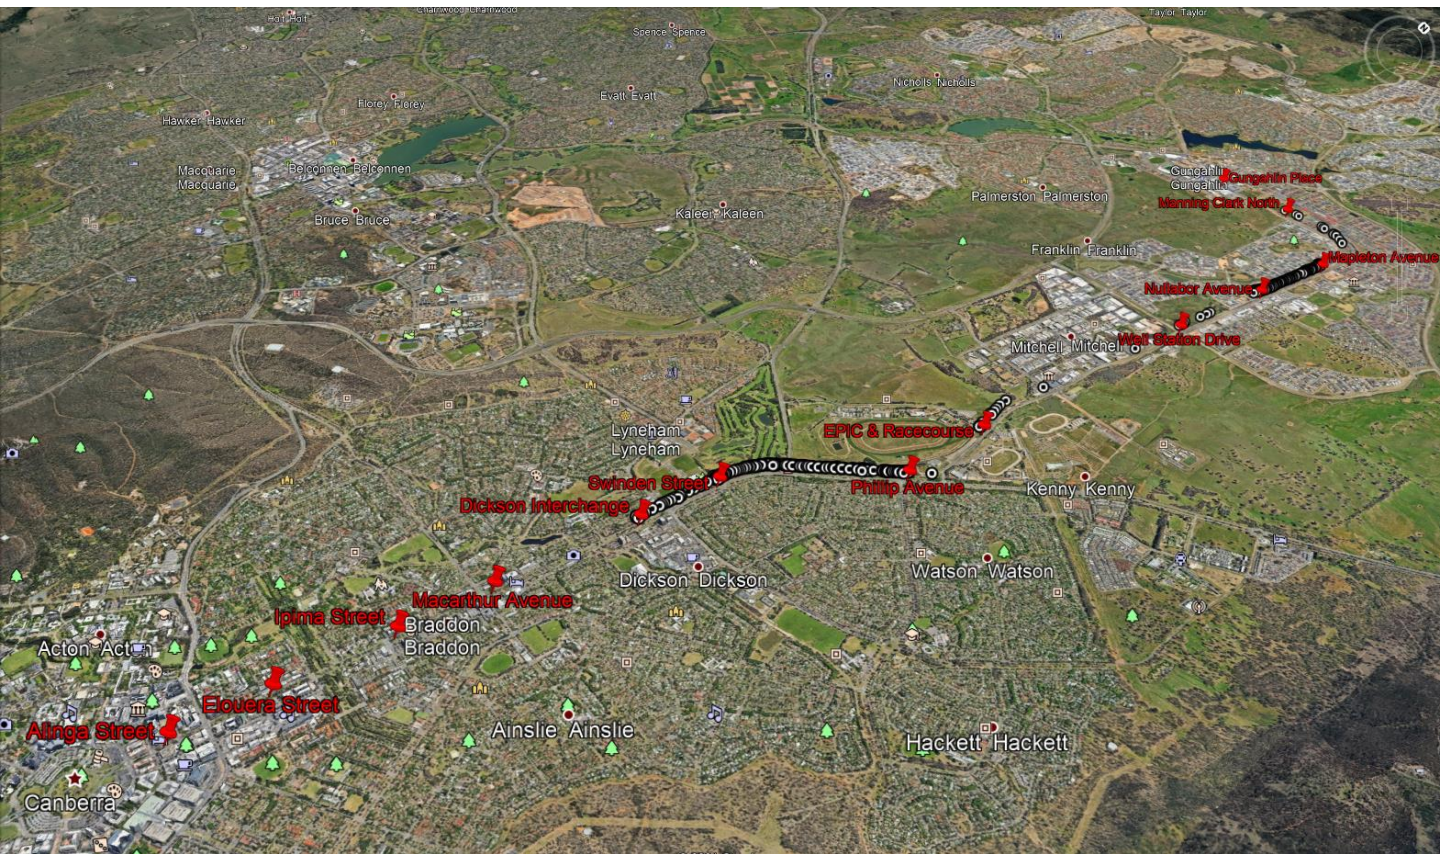 Charnwood Charnwood
Taylor Taylor
Holt Holt
Spence Spence
Nicholls Nicholls
Evatt Evatt
Florey Florey
Hawker Hawker
Macquarie
Macquarie
Belconnen Belconnen
Gungahlin
Gungahlin
Gungahlin Place
Palmerston Palmerston
Manning Clark North
Bruce Bruce
Kaleen Kaleen
Franklin Franklin
Mapleton Avenue
Nullabor Avenue
Well Station Drive
Mitchell Mitchell
Lyneham
Lyneham
EPIC & Racecourse
Swinden Street
Phillip Avenue
Kenny Kenny
Dickson Interchange
Dickson Dickson
Watson Watson
Macarthur Avenue
Ipima Street
Braddon
Braddon
Acton Acton
Elouera Street
Alinga Street
Ainslie Ainslie
Hackett Hackett
Canberra